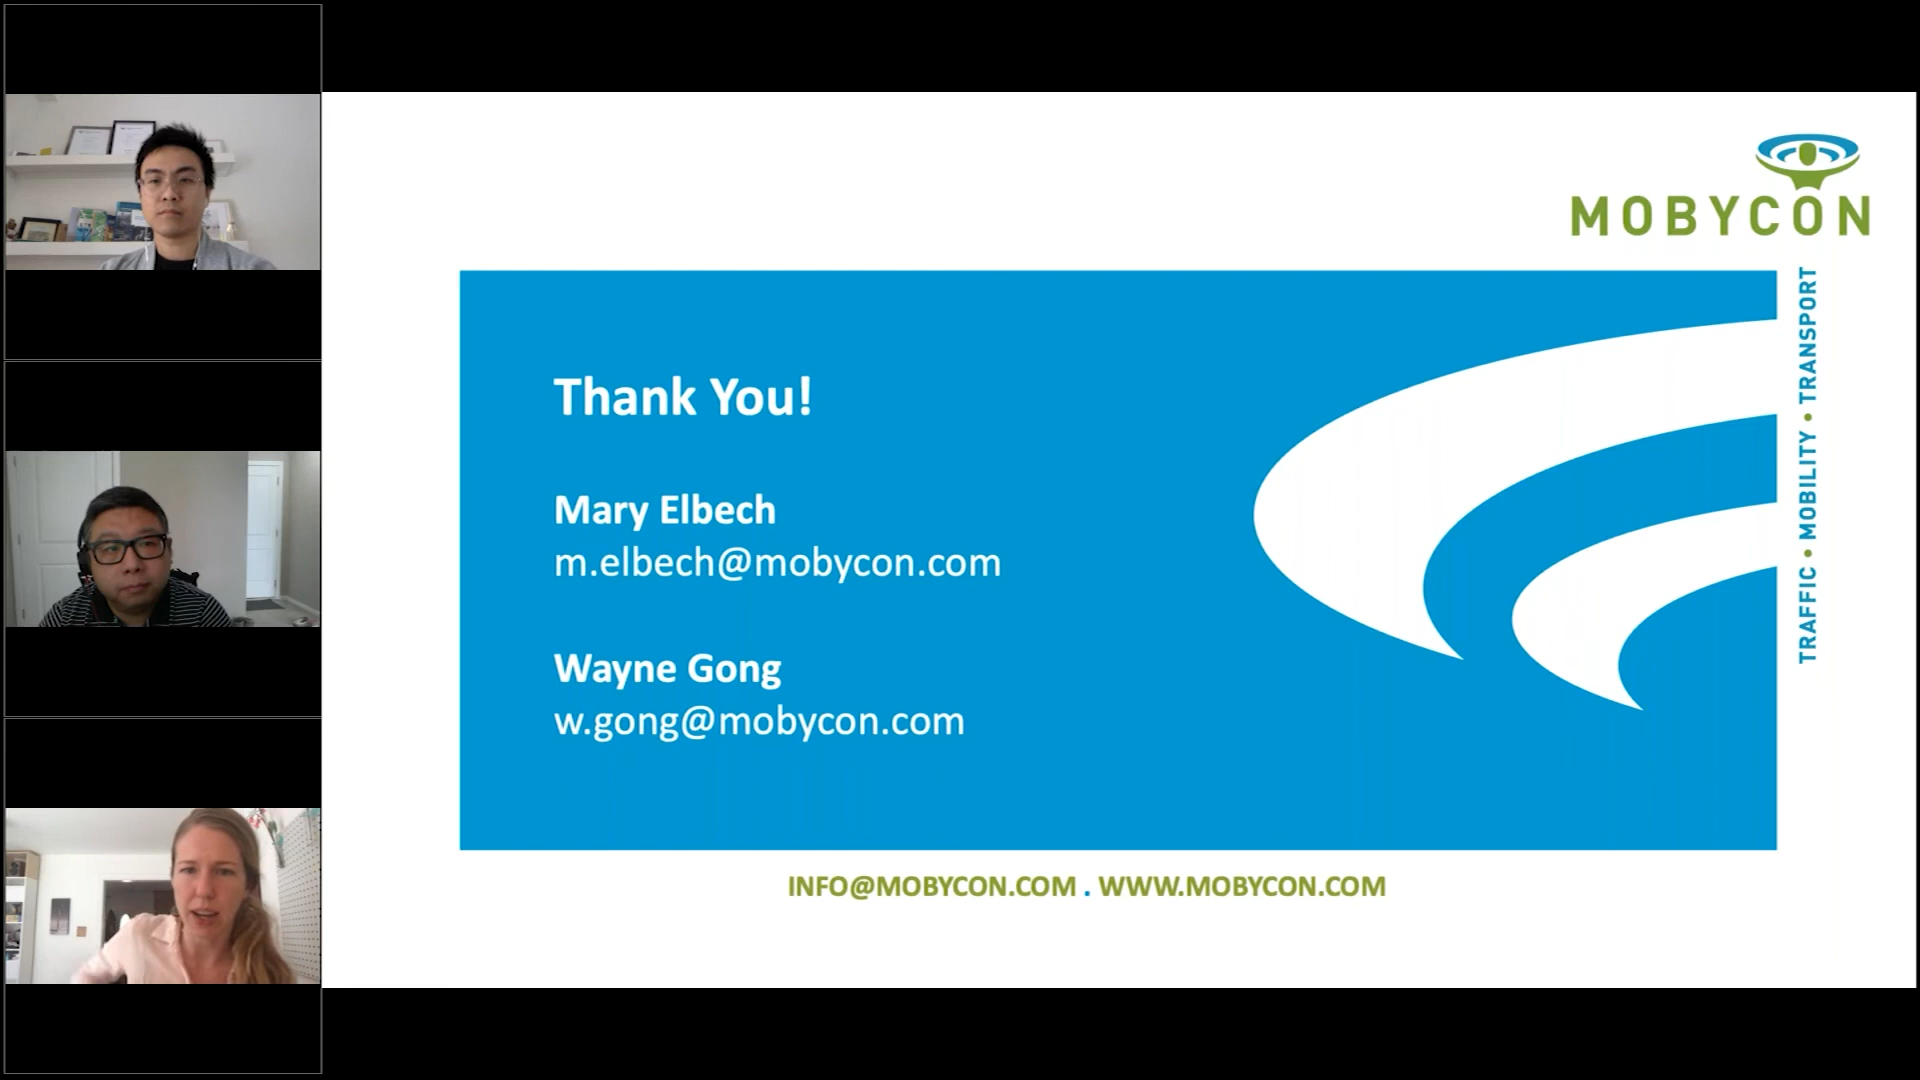 MOBYCON
TRAFFIC • MOBILITY • TRANSPORT
Thank You!
Mary Elbech
m.elbech@mobycon.com
Wayne Gong
w.gong@mobycon.com
INFO@MOBYCON.COM . WWW.MOBYCON.COM